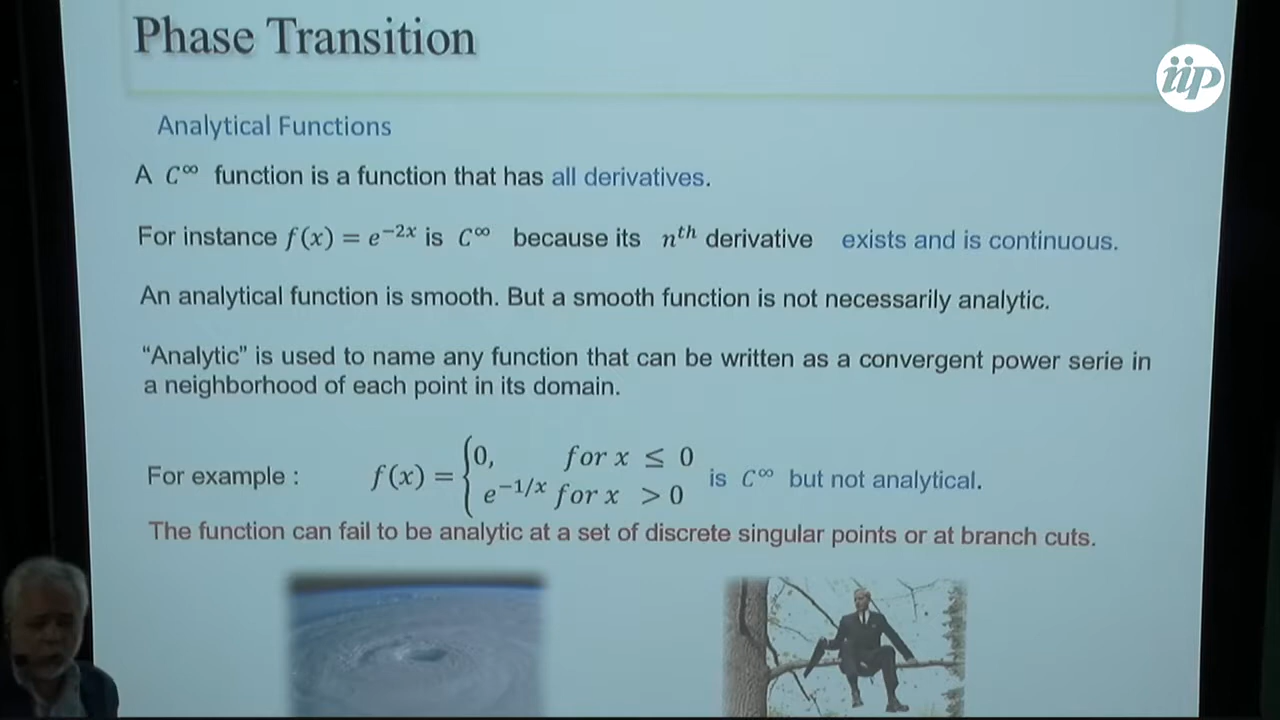 Phase Transition
iip
Analytical Functions
A C∞ function is a function that has all derivatives.
For instance f(x) = e⁻²ˣ is C∞ because its nᵗʰ derivative exists and is continuous.
An analytical function is smooth. But a smooth function is not necessarily analytic.
“Analytic” is used to name any function that can be written as a convergent power serie in
a neighborhood of each point in its domain.
For example : f(x) = { 0, for x ≤ 0
e^{-1/x} for x > 0 is C∞ but not analytical.
The function can fail to be analytic at a set of discrete singular points or at branch cuts.